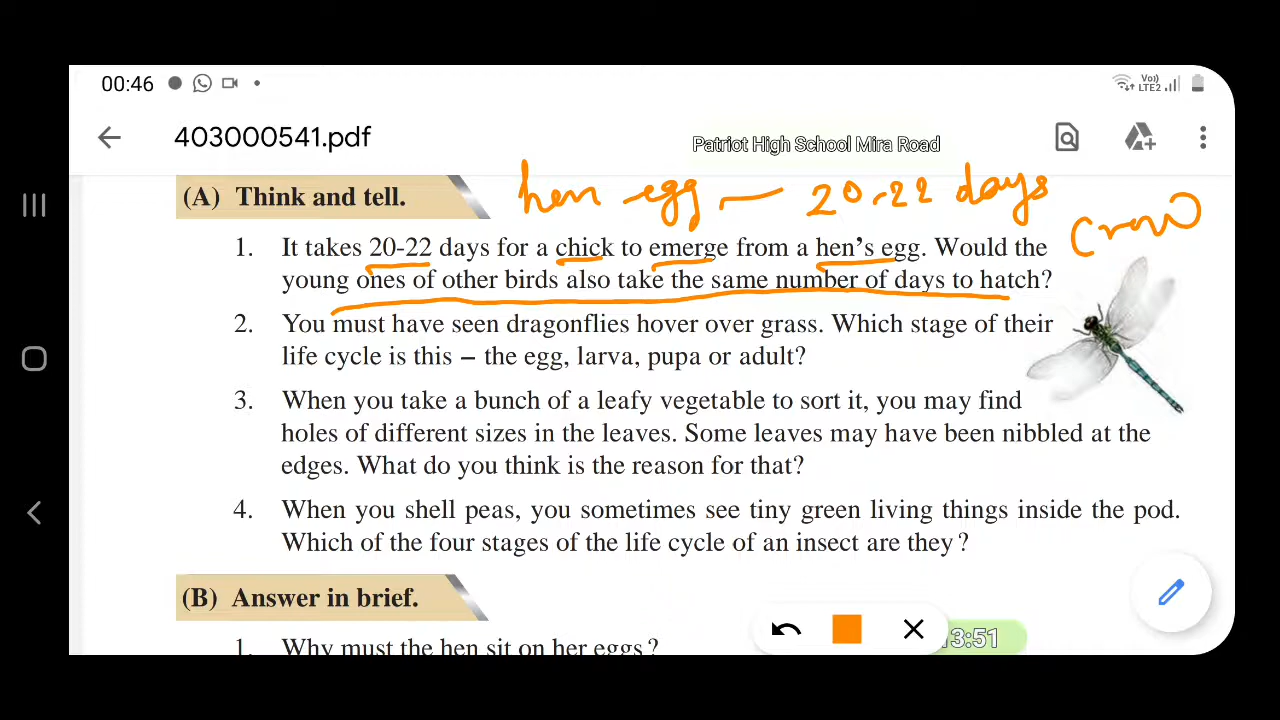 00:46
Vo)) LTE2
403000541.pdf
Patriot High School Mira Road
(A) Think and tell.
hen egg — 20-22 days
crow
1. It takes 20-22 days for a chick to emerge from a hen's egg. Would the
young ones of other birds also take the same number of days to hatch?
2. You must have seen dragonflies hover over grass. Which stage of their
life cycle is this – the egg, larva, pupa or adult?
3. When you take a bunch of a leafy vegetable to sort it, you may find
holes of different sizes in the leaves. Some leaves may have been nibbled at the
edges. What do you think is the reason for that?
4. When you shell peas, you sometimes see tiny green living things inside the pod.
Which of the four stages of the life cycle of an insect are they?
(B) Answer in brief.
1. Why must the hen sit on her eggs?
3:51